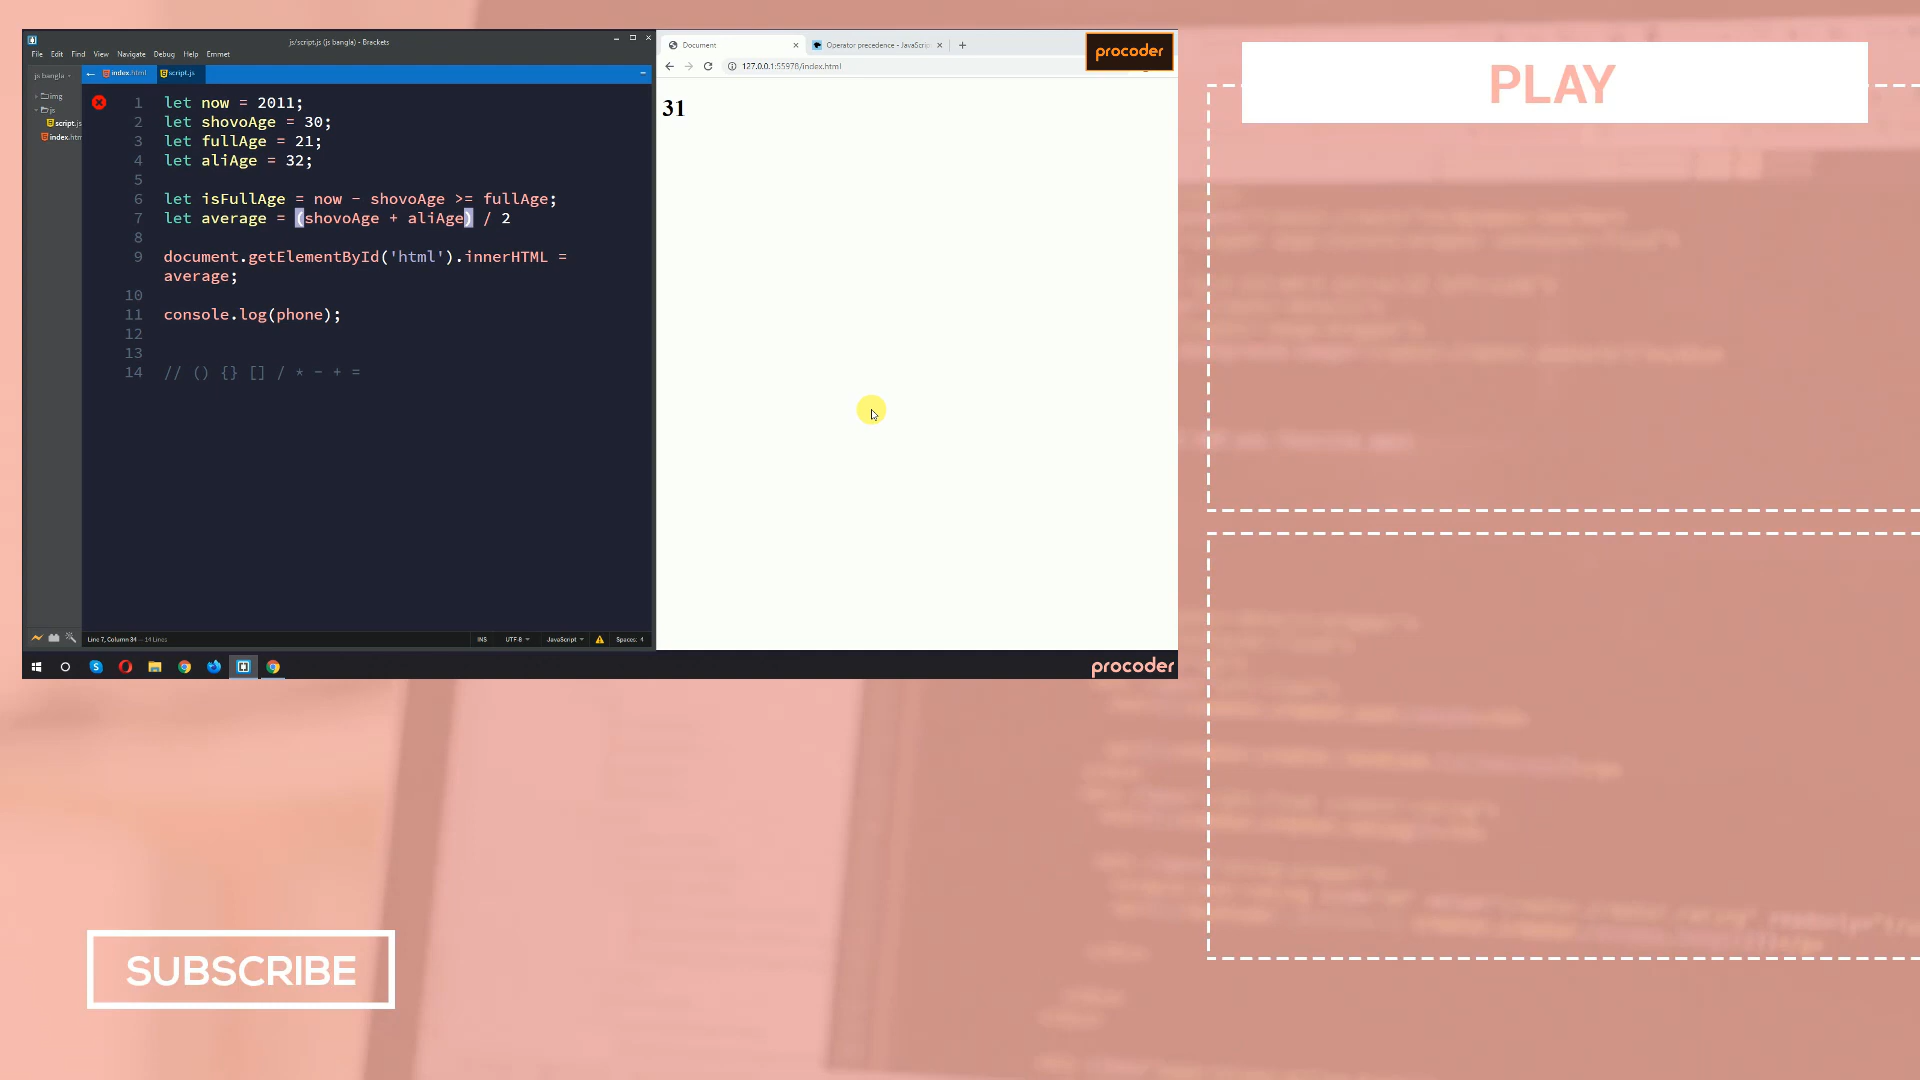 js/script.js (js bangla) - Brackets
File Edit Find View Navigate Debug Help Emmet
js bangla
index.html
script.js
img
js
script.js
index.htm
1 let now = 2011;
2 let shovoAge = 30;
3 let fullAge = 21;
4 let aliAge = 32;
5
6 let isFullAge = now - shovoAge >= fullAge;
7 let average = (shovoAge + aliAge) / 2
8
9 document.getElementById('html').innerHTML =
average;
10
11 console.log(phone);
12
13
14 // () {} [] / * - + =
Line 7, Column 34 — 14 Lines
INS UTF-8 JavaScript Spaces: 4
Document
Operator precedence - JavaScri
127.0.0.1:55978/index.html
procoder
31
procoder
PLAY
SUBSCRIBE